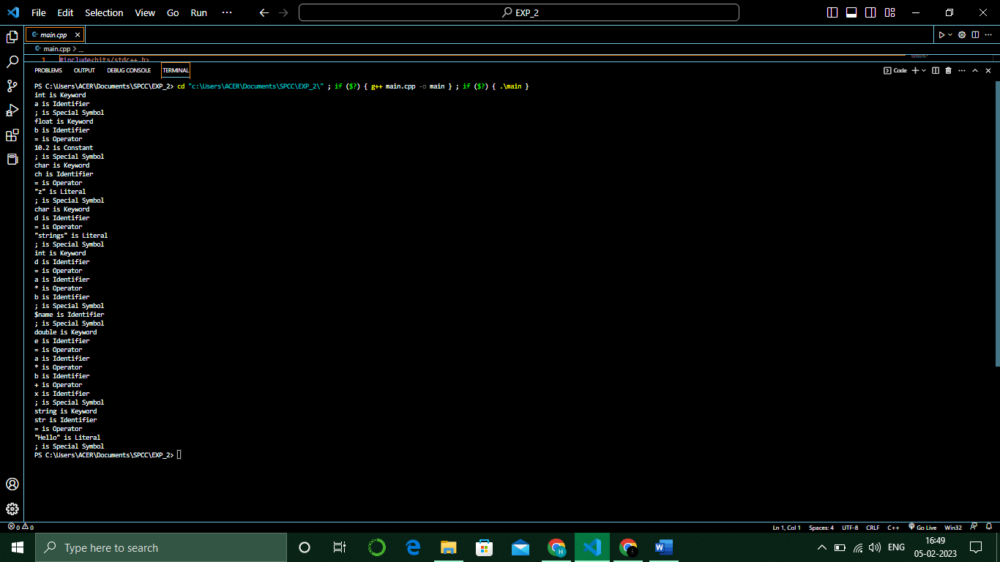 File Edit Selection View Go Run ··· EXP_2
main.cpp
main.cpp > ...
1 #include<bits/stdc++.h>
PROBLEMS OUTPUT DEBUG CONSOLE TERMINAL Code
PS C:\Users\ACER\Documents\SPCC\EXP_2> cd "c:\Users\ACER\Documents\SPCC\EXP_2\" ; if ($?) { g++ main.cpp -o main } ; if ($?) { .\main }
int is Keyword
a is Identifier
; is Special Symbol
float is Keyword
b is Identifier
= is Operator
10.2 is Constant
; is Special Symbol
char is Keyword
ch is Identifier
= is Operator
"z" is Literal
; is Special Symbol
char is Keyword
d is Identifier
= is Operator
"strings" is Literal
; is Special Symbol
int is Keyword
d is Identifier
= is Operator
a is Identifier
* is Operator
b is Identifier
; is Special Symbol
$name is Identifier
; is Special Symbol
double is Keyword
e is Identifier
= is Operator
a is Identifier
* is Operator
b is Identifier
+ is Operator
x is Identifier
; is Special Symbol
string is Keyword
str is Identifier
= is Operator
"Hello" is Literal
; is Special Symbol
PS C:\Users\ACER\Documents\SPCC\EXP_2>
0 0 Ln 1, Col 1 Spaces: 4 UTF-8 CRLF C++ Go Live Win32
Type here to search ENG 16:49
05-02-2023